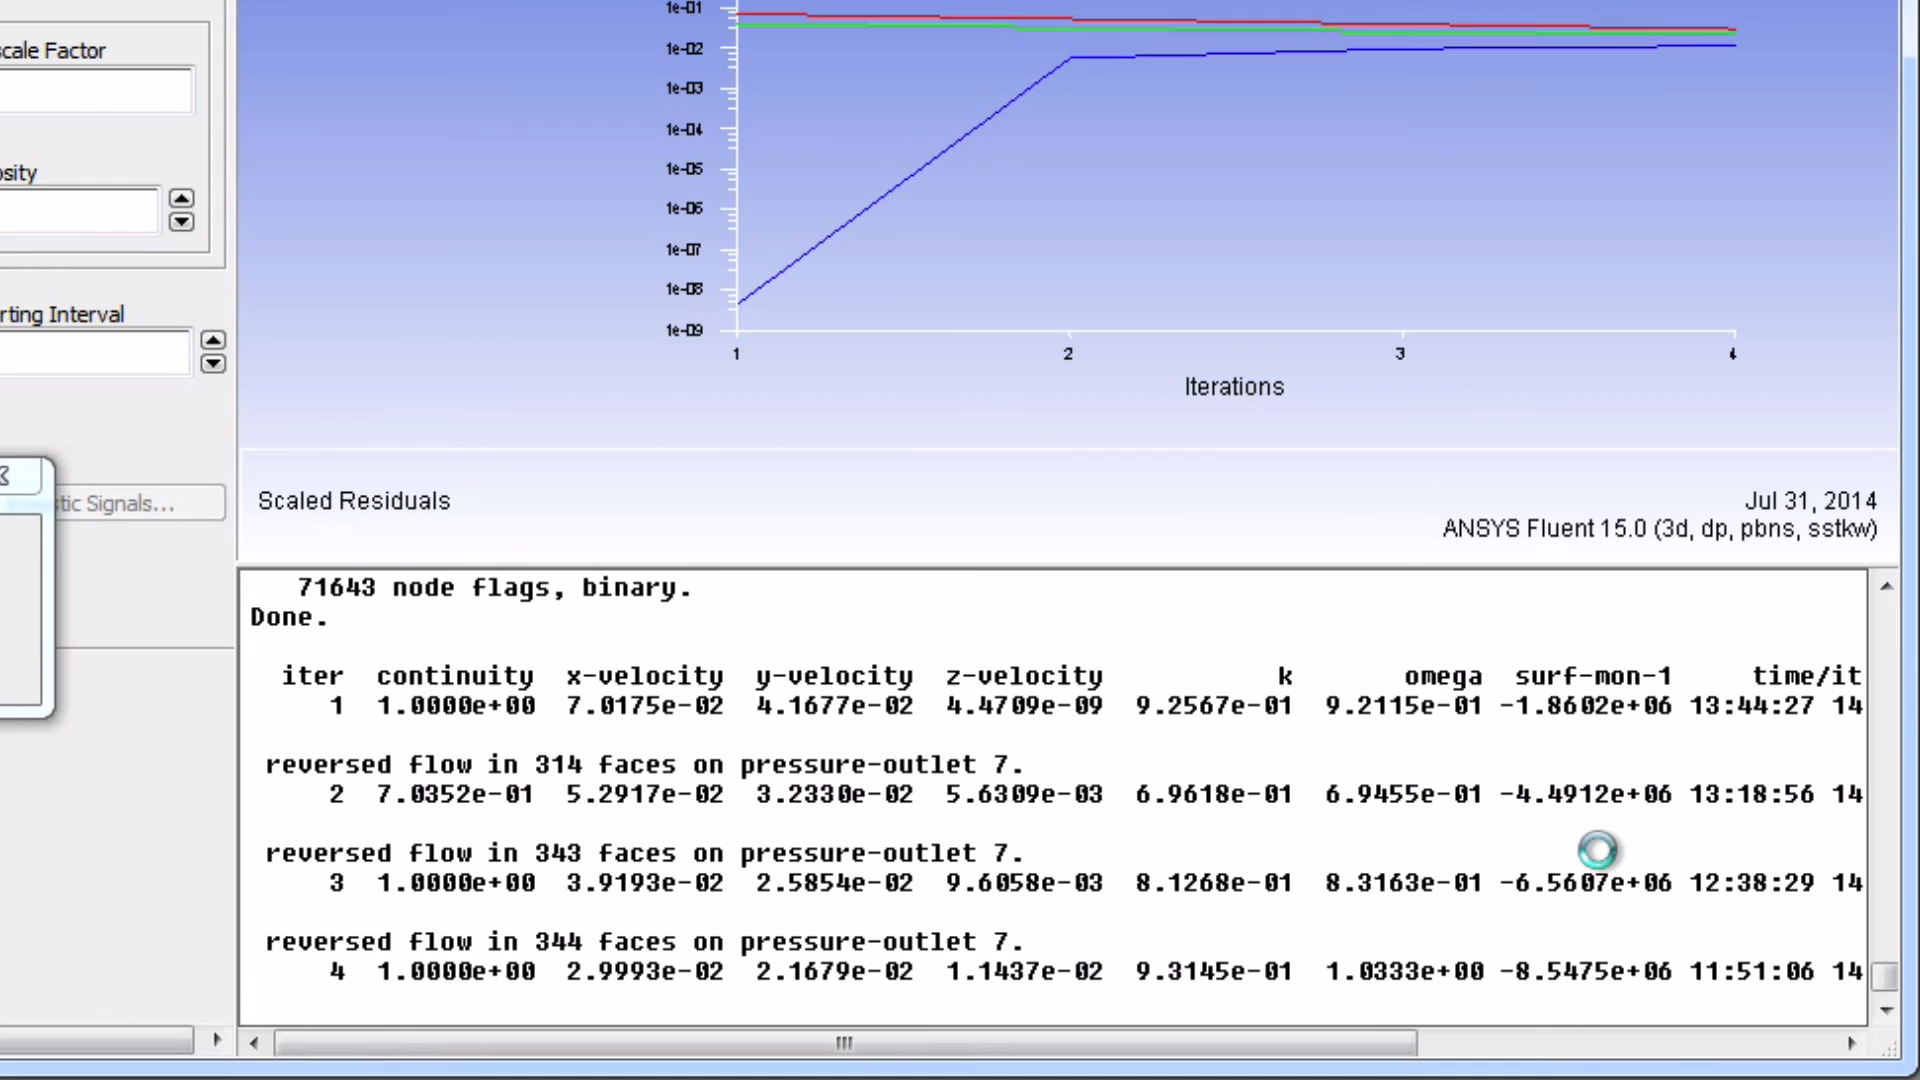 1e-01
1e-02
1e-03
1e-04
1e-05
1e-06
1e-07
1e-08
1e-09
1 2 3 4
Iterations
cale Factor
osity
rting Interval
tic Signals...
Scaled Residuals
Jul 31, 2014
ANSYS Fluent 15.0 (3d, dp, pbns, sstkw)
71643 node flags, binary.
Done.
iter continuity x-velocity y-velocity z-velocity k omega surf-mon-1 time/it
1 1.0000e+00 7.0175e-02 4.1677e-02 4.4709e-09 9.2567e-01 9.2115e-01 -1.8602e+06 13:44:27 14
reversed flow in 314 faces on pressure-outlet 7.
2 7.0352e-01 5.2917e-02 3.2330e-02 5.6309e-03 6.9618e-01 6.9455e-01 -4.4912e+06 13:18:56 14
reversed flow in 343 faces on pressure-outlet 7.
3 1.0000e+00 3.9193e-02 2.5854e-02 9.6058e-03 8.1268e-01 8.3163e-01 -6.5607e+06 12:38:29 14
reversed flow in 344 faces on pressure-outlet 7.
4 1.0000e+00 2.9993e-02 2.1679e-02 1.1437e-02 9.3145e-01 1.0333e+00 -8.5475e+06 11:51:06 14